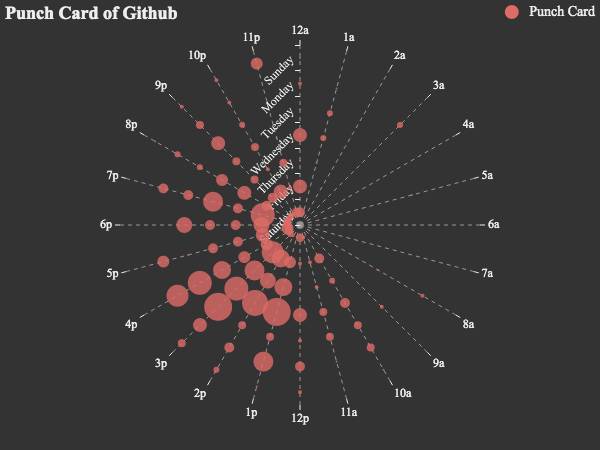 Punch Card of Github
Punch Card
12a
1a
2a
3a
4a
5a
6a
7a
8a
9a
10a
11a
12p
1p
2p
3p
4p
5p
6p
7p
8p
9p
10p
11p
Sunday
Monday
Tuesday
Wednesday
Thursday
Friday
Saturday